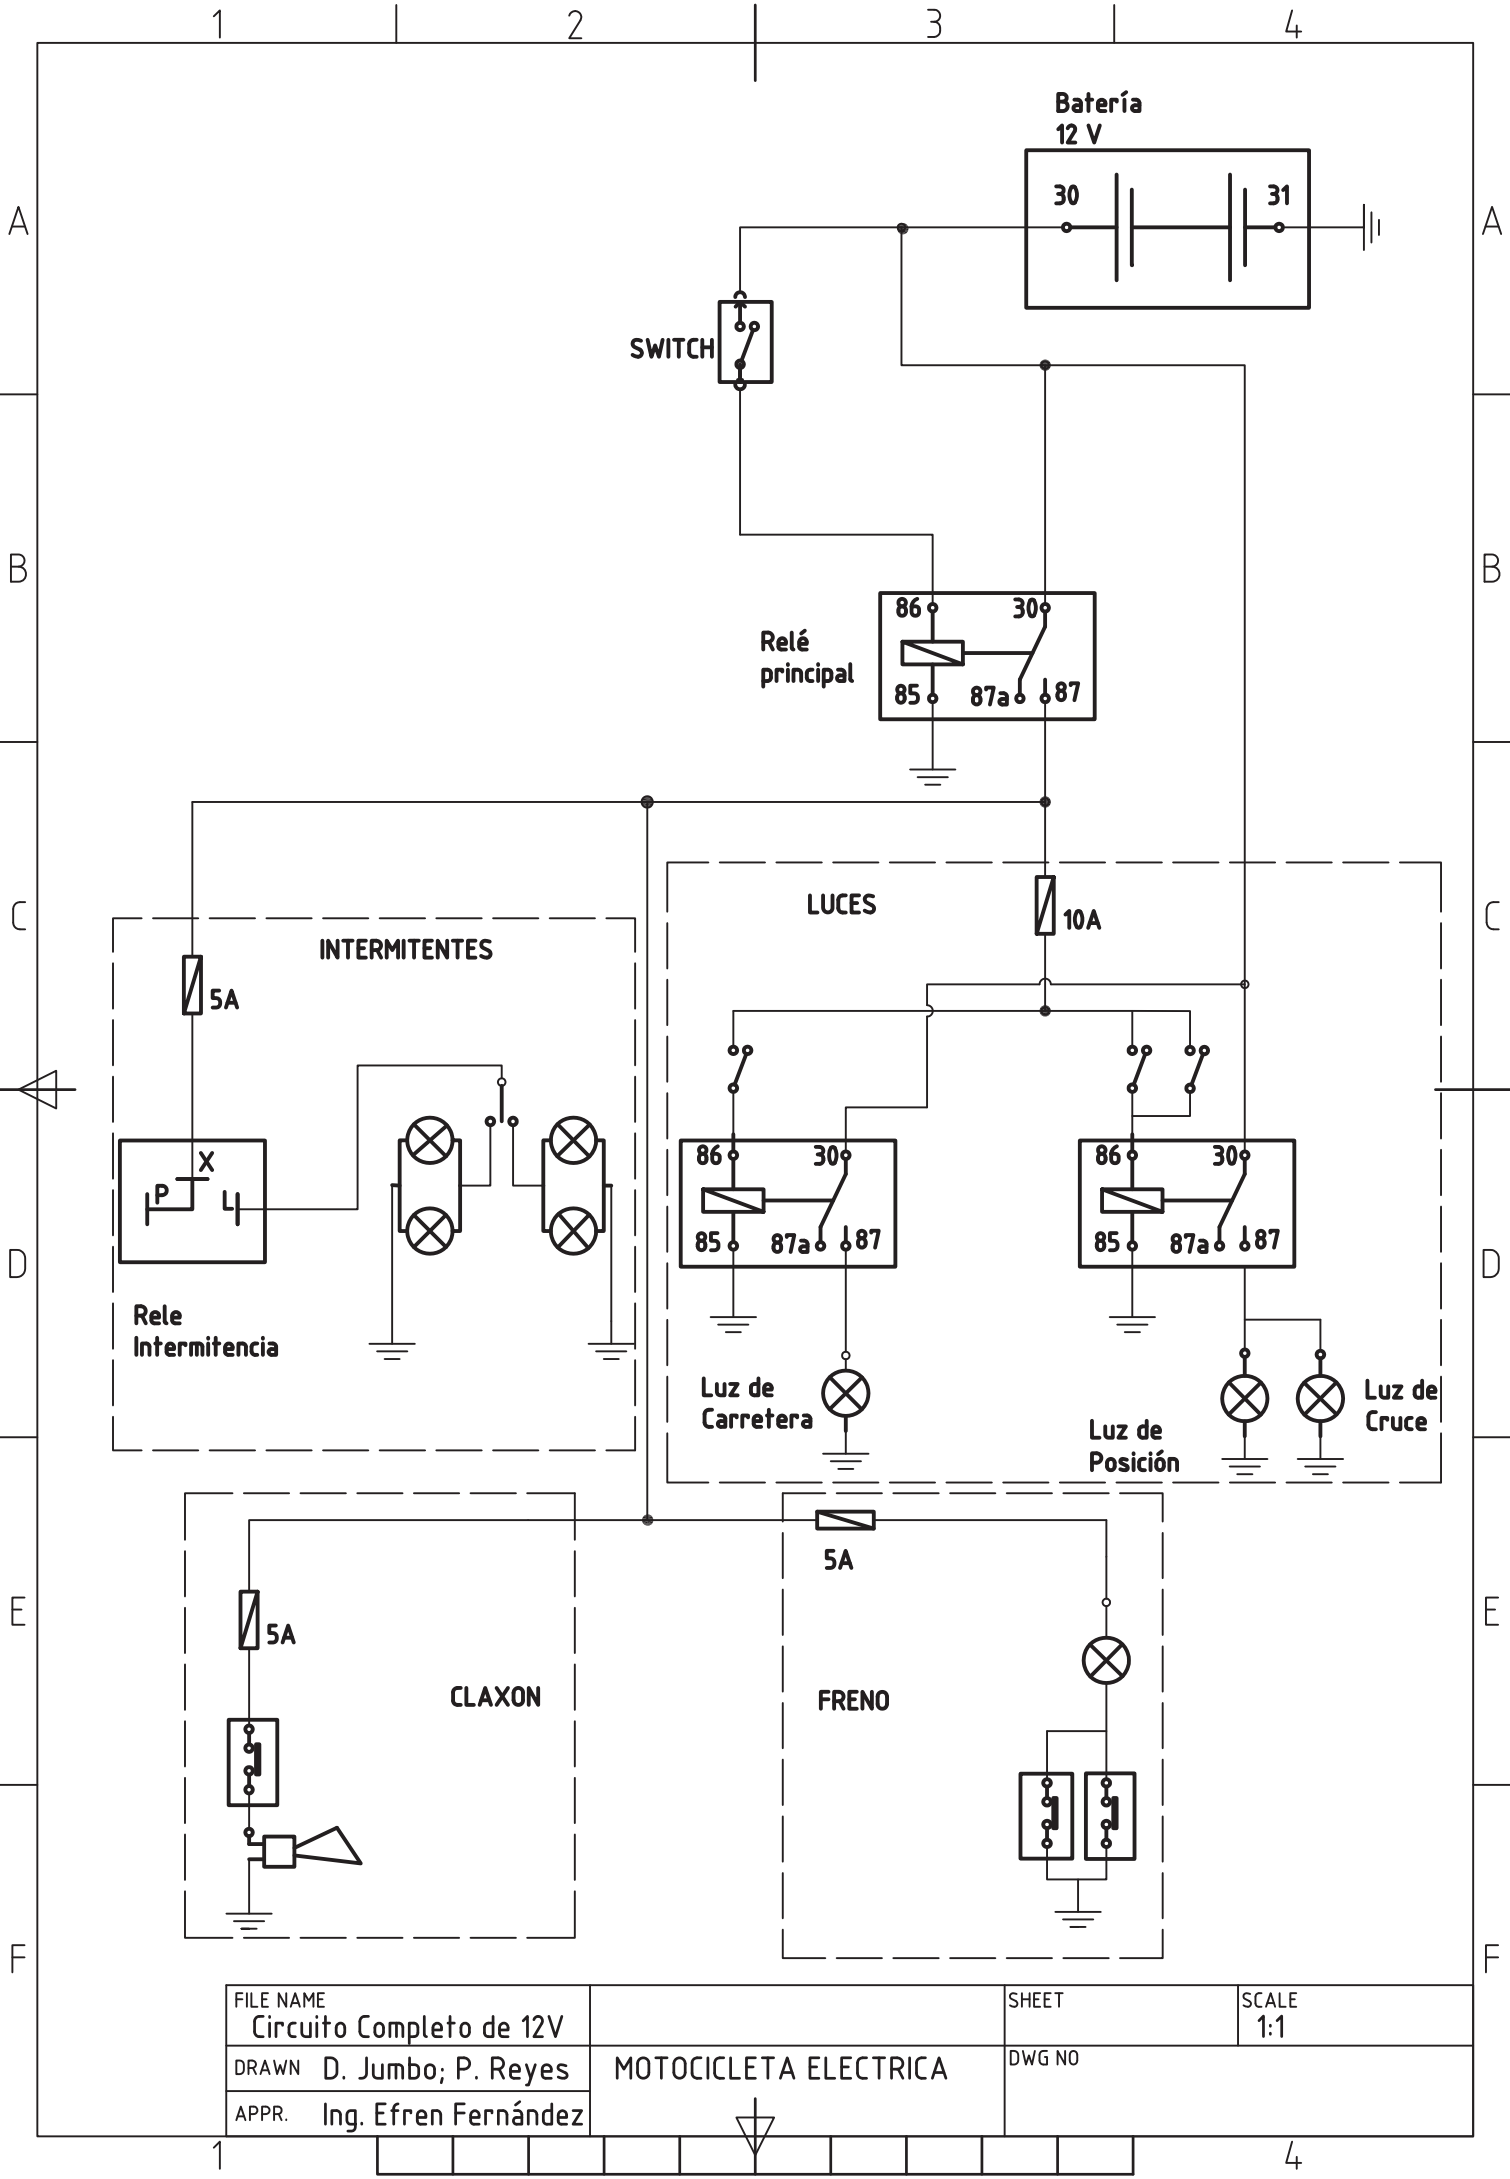 1
2
3
4
Batería
12 V
30
31
A
A
SWITCH
B
B
86
30
Relé
principal
85
87a
87
LUCES
10A
C
C
INTERMITENTES
5A
X
P
L
86
30
86
30
85
87a
87
85
87a
87
D
D
Rele
Intermitencia
Luz de
Carretera
Luz de
Cruce
Luz de
Posición
5A
E
E
5A
CLAXON
FRENO
F
F
FILE NAME
Circuito Completo de 12V
SHEET
SCALE
1:1
DRAWN D. Jumbo; P. Reyes
MOTOCICLETA ELECTRICA
DWG NO
APPR. Ing. Efren Fernández
1
4